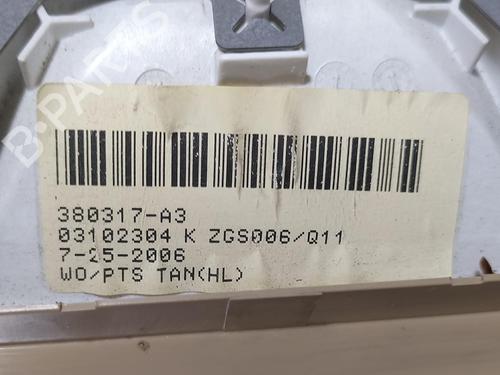 B-PARTS
380317-A3
03102304 K ZGS006/Q11
7-25-2006
WO/PTS TAN(HL)